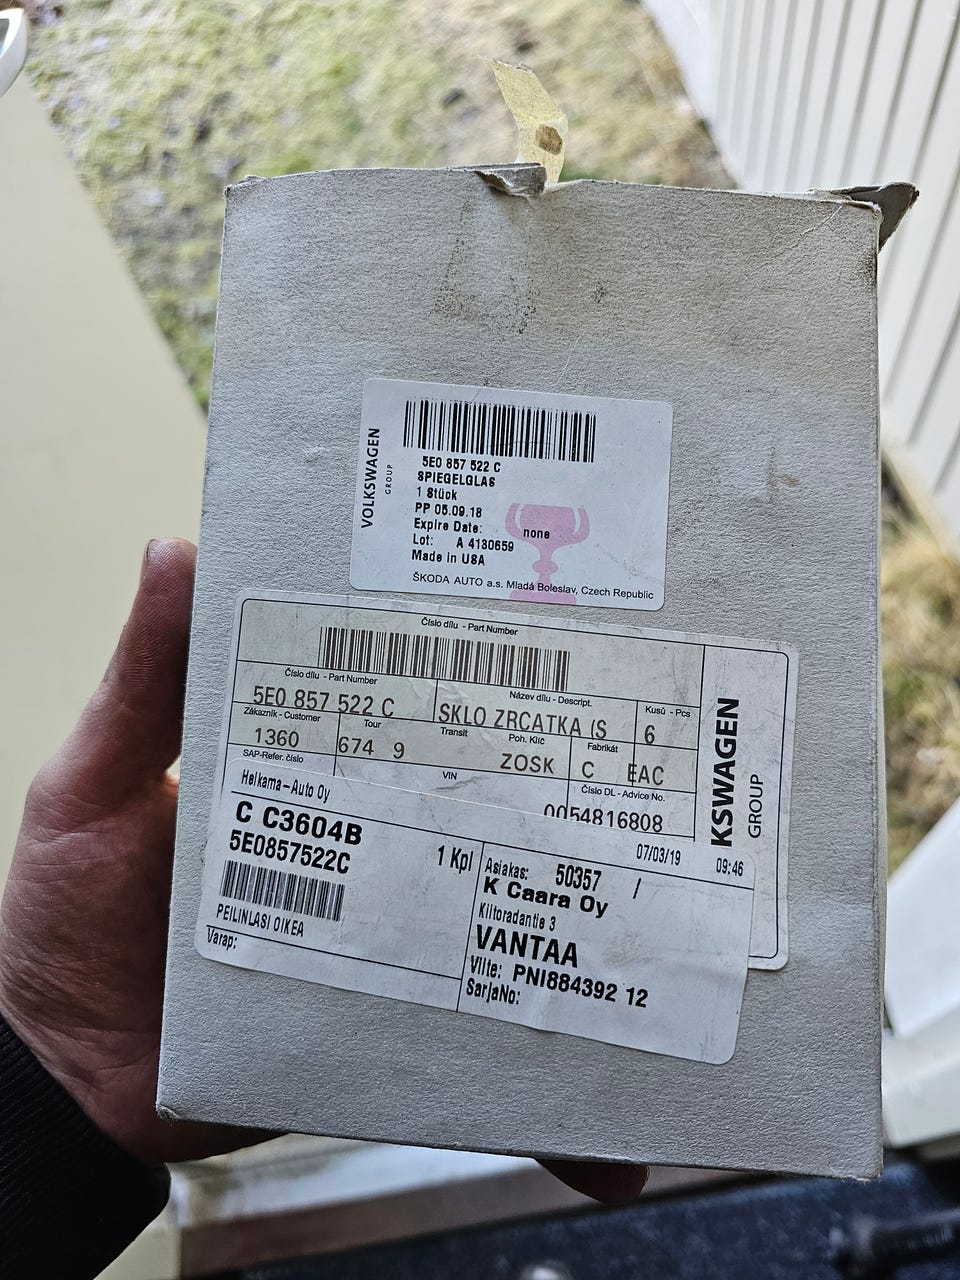 VOLKSWAGEN
GROUP
5E0 857 522 C
SPIEGELGLAS
1 Stück
PP 05.09.18
Expire Date: none
Lot: A 4130659
Made in USA
ŠKODA AUTO a.s. Mladá Boleslav, Czech Republic
Číslo dílu - Part Number
Číslo dílu - Part Number
5E0 857 522 C
Název dílu - Descript.
SKLO ZRCATKA (S
Kusů - Pcs
6
Zákazník - Customer
1360
Tour
674 9
Transit
Poh. Klíč
ZOSK
Fabrikát
C EAC
SAP-Refer. číslo
VIN
Číslo DL - Advice No.
0054816808
KSWAGEN
GROUP
Helkama-Auto Oy
07/03/19 09:46
C C3604B
5E0857522C
1 Kpl
PEILINLASI OIKEA
Varap:
Asiakas: 50357 /
K Caara Oy
Kiitoradantie 3
VANTAA
Viite: PNI884392 12
SarjaNo: